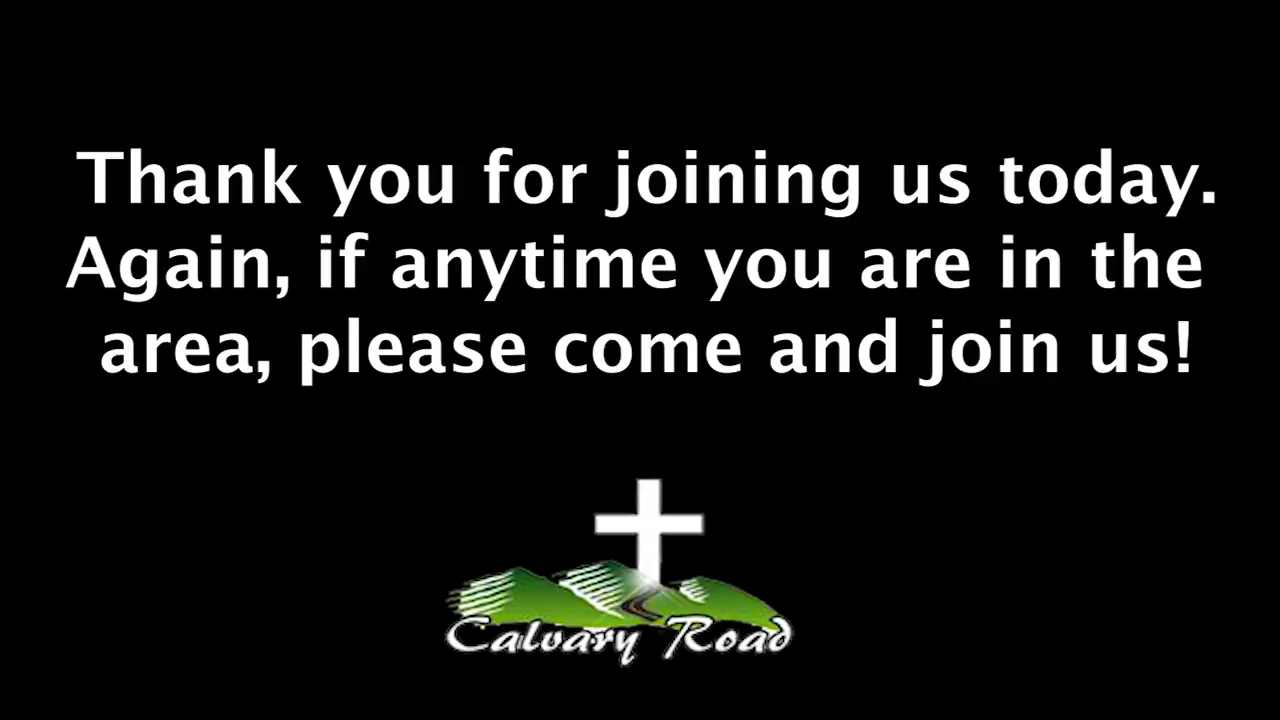 Thank you for joining us today.
Again, if anytime you are in the
area, please come and join us!
Calvary Road